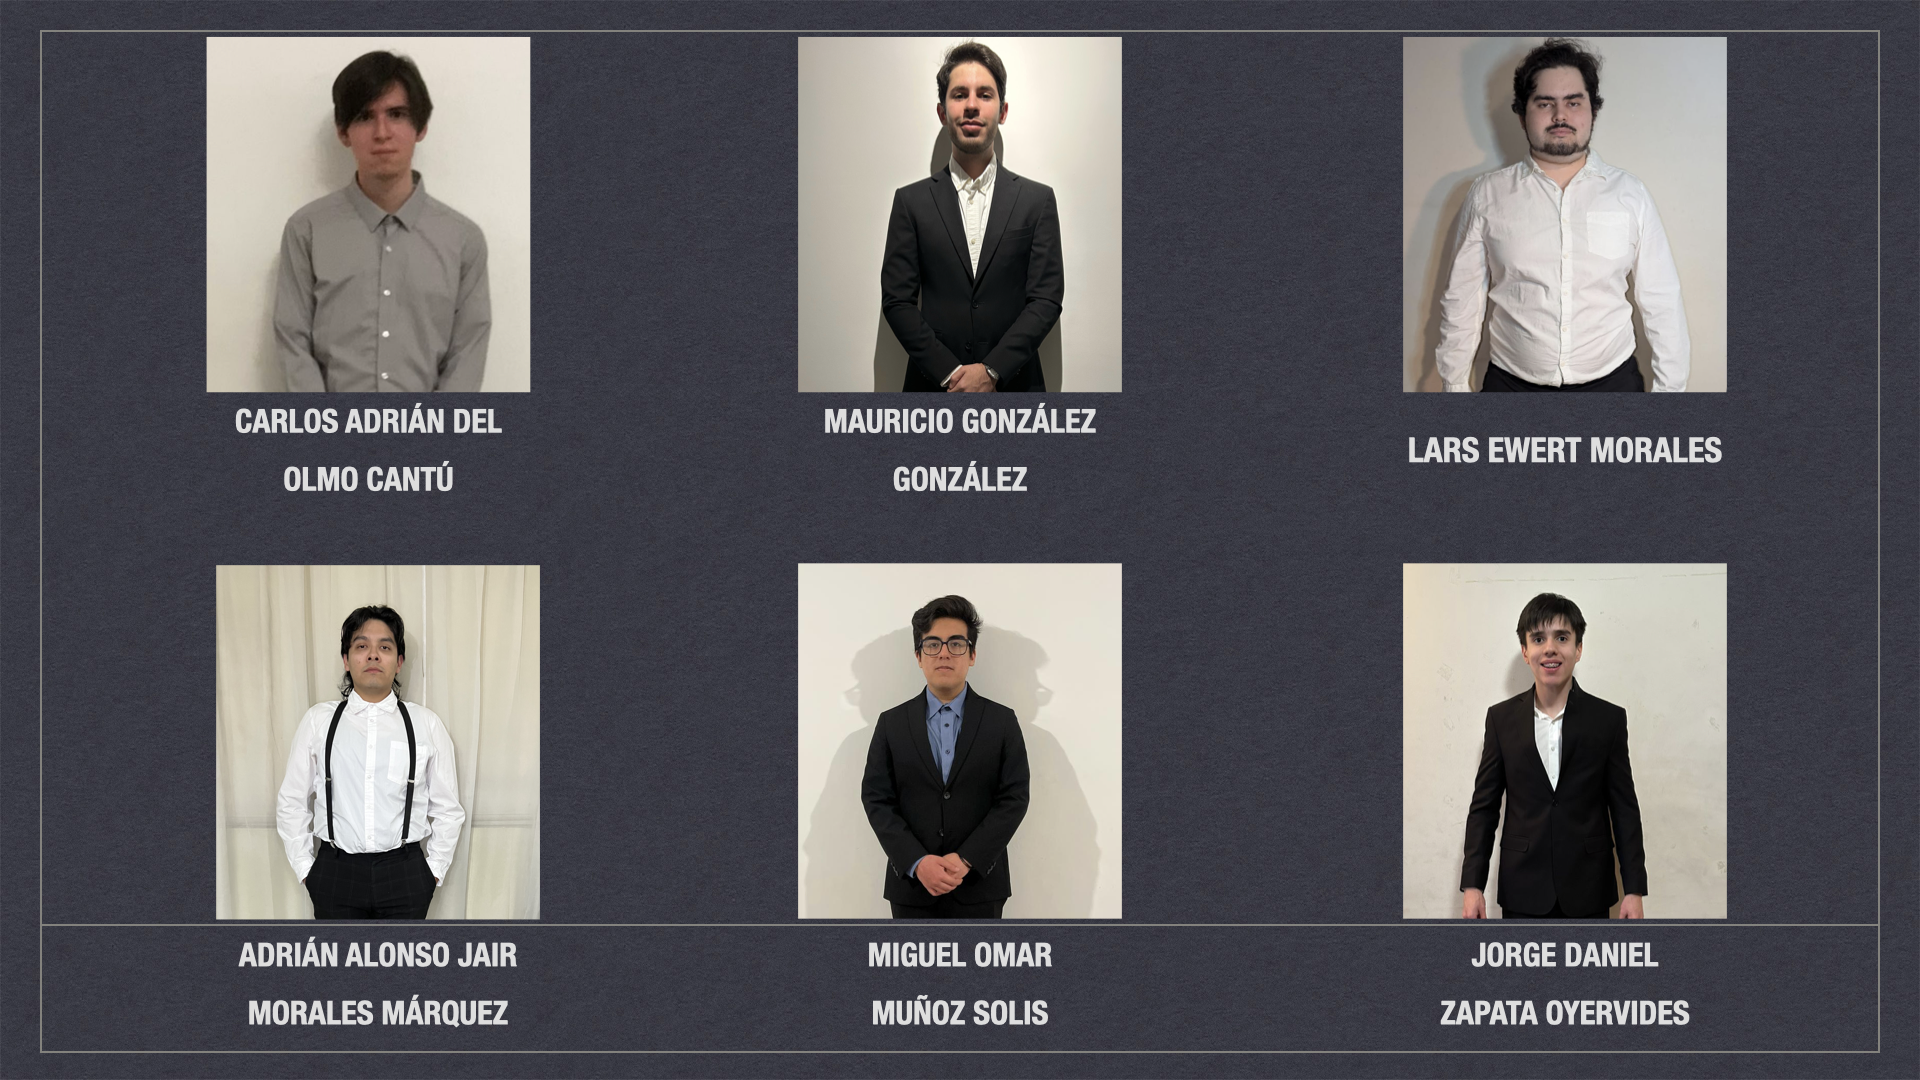 CARLOS ADRIÁN DEL
OLMO CANTÚ
MAURICIO GONZÁLEZ
GONZÁLEZ
LARS EWERT MORALES
ADRIÁN ALONSO JAIR
MORALES MÁRQUEZ
MIGUEL OMAR
MUÑOZ SOLIS
JORGE DANIEL
ZAPATA OYERVIDES